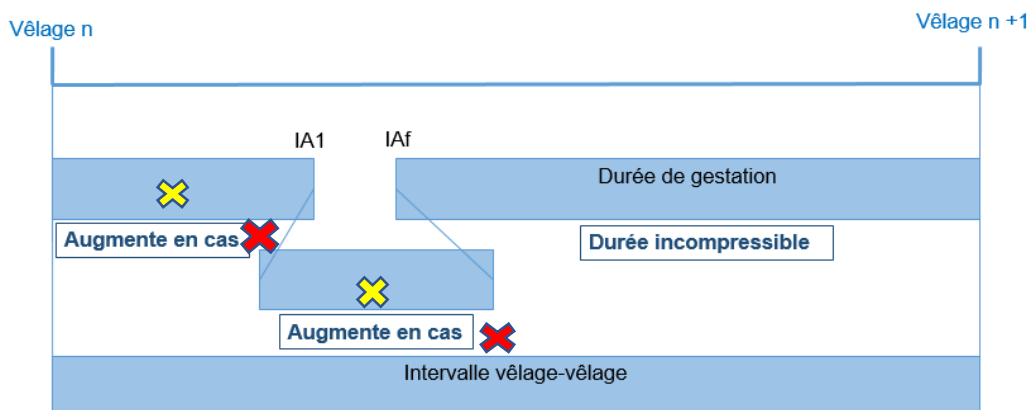 Vêlage n
Vêlage n +1
IA1
IAf
Durée de gestation
Augmente en cas
Durée incompressible
Augmente en cas
Intervalle vêlage-vêlage